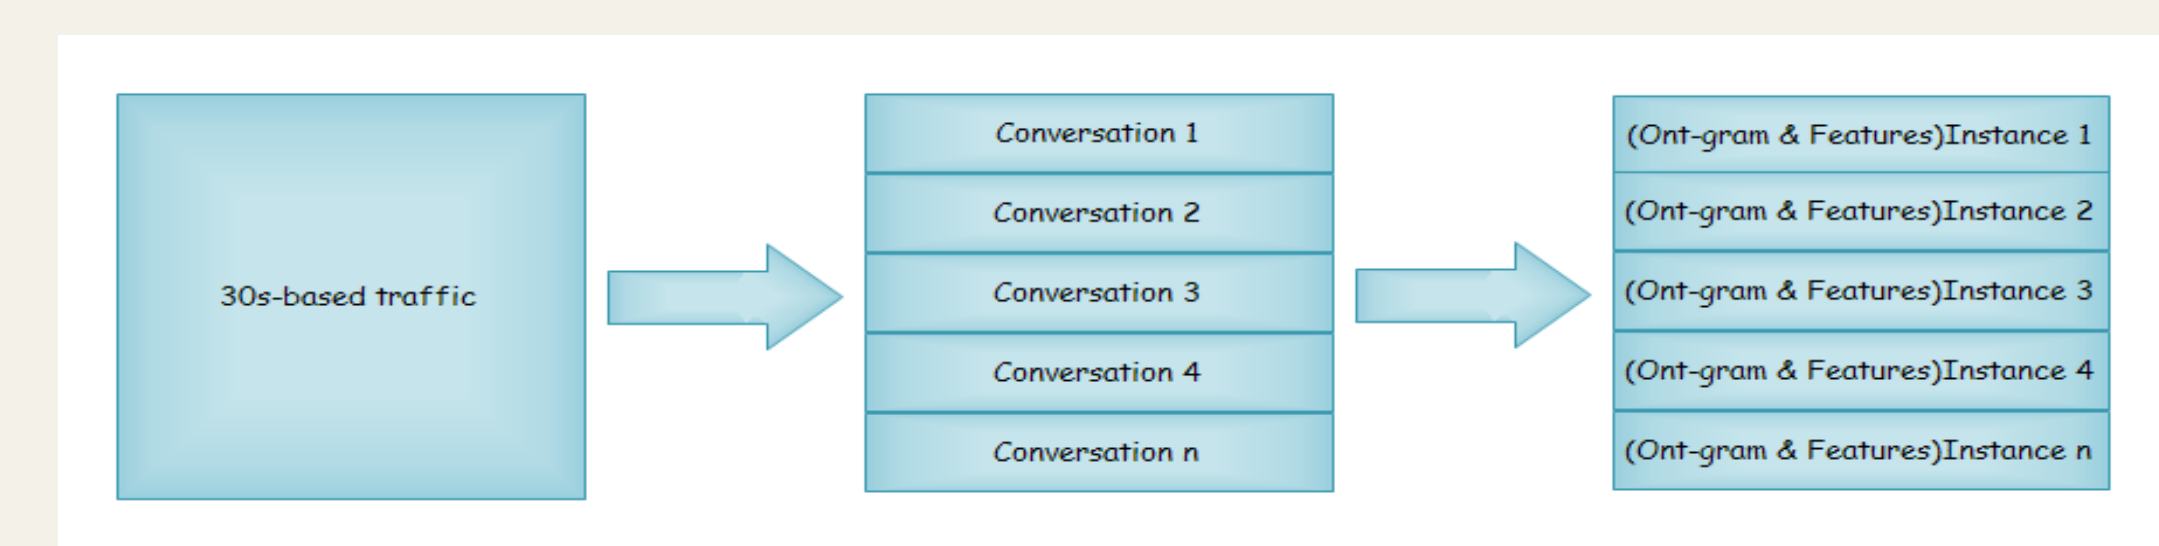 30s-based traffic
Conversation 1
Conversation 2
Conversation 3
Conversation 4
Conversation n
(Ont-gram & Features)Instance 1
(Ont-gram & Features)Instance 2
(Ont-gram & Features)Instance 3
(Ont-gram & Features)Instance 4
(Ont-gram & Features)Instance n